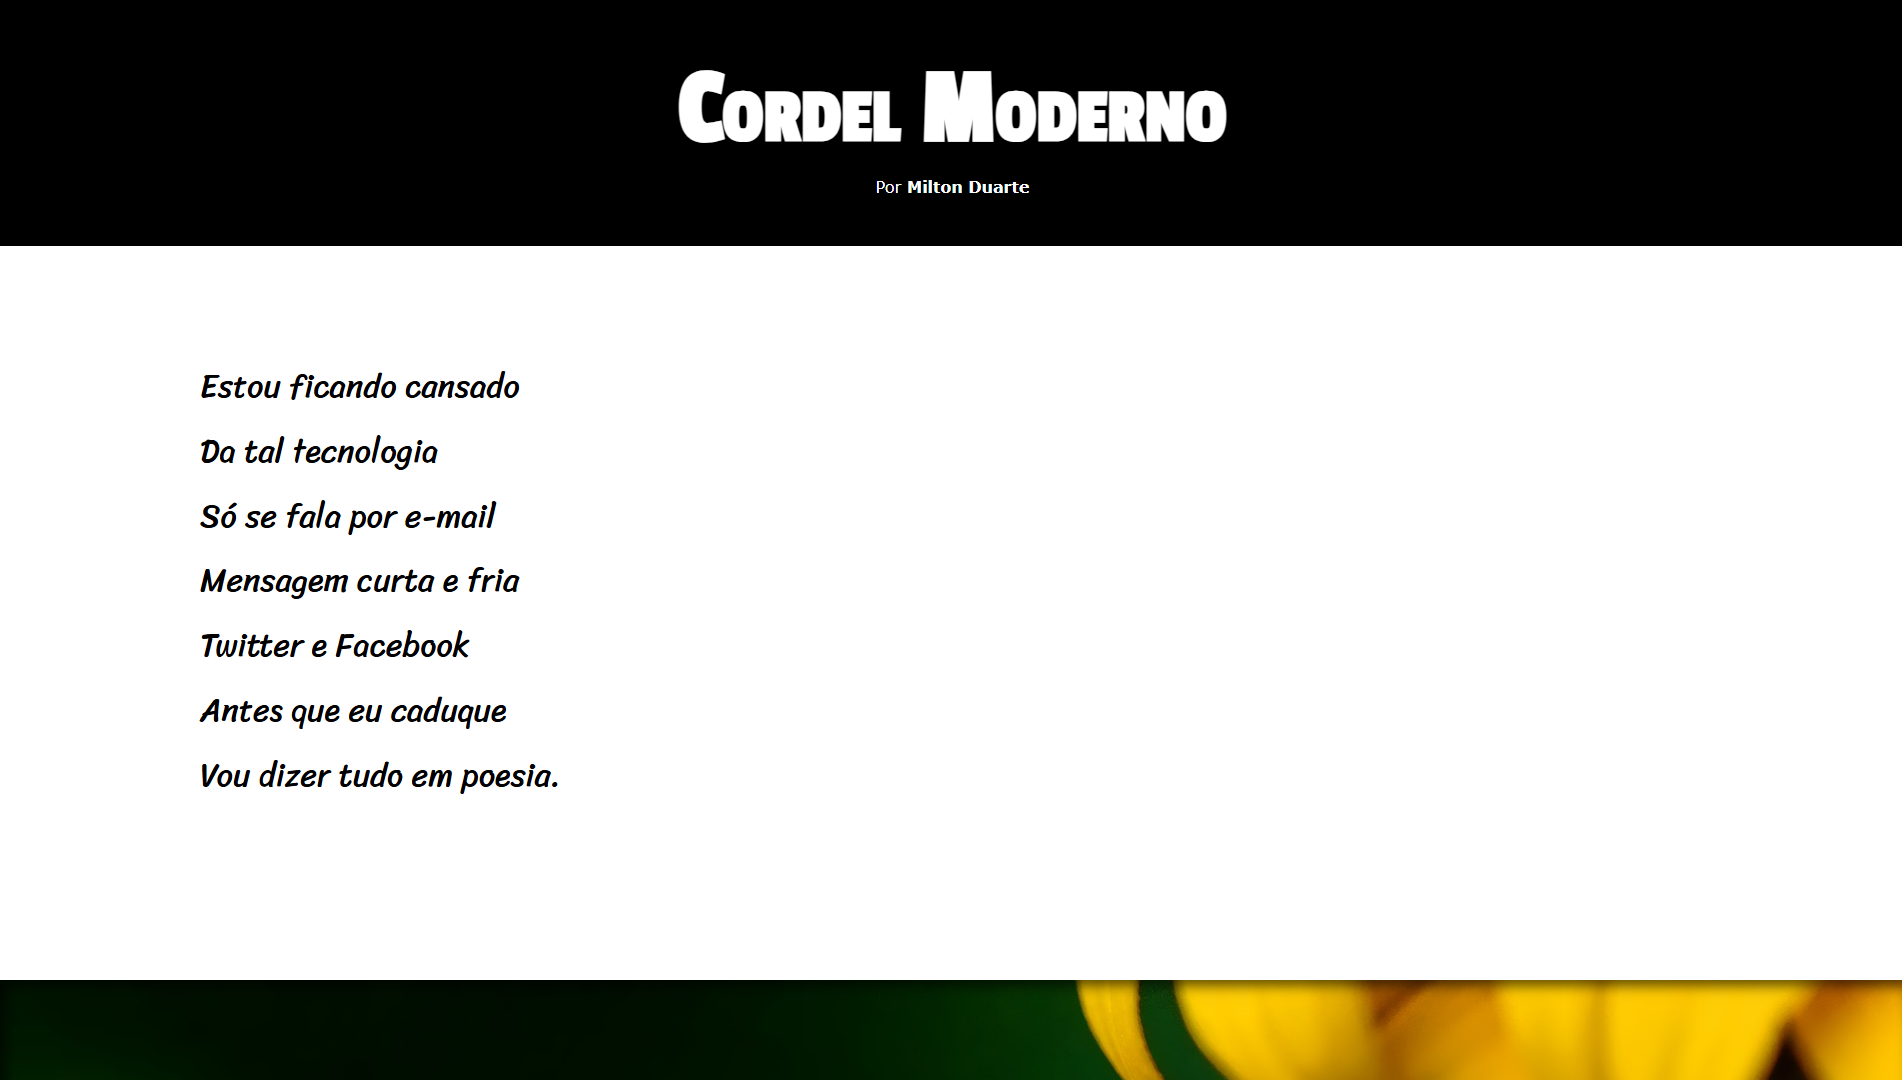 Cordel Moderno
Por Milton Duarte
Estou ficando cansado
Da tal tecnologia
Só se fala por e-mail
Mensagem curta e fria
Twitter e Facebook
Antes que eu caduque
Vou dizer tudo em poesia.